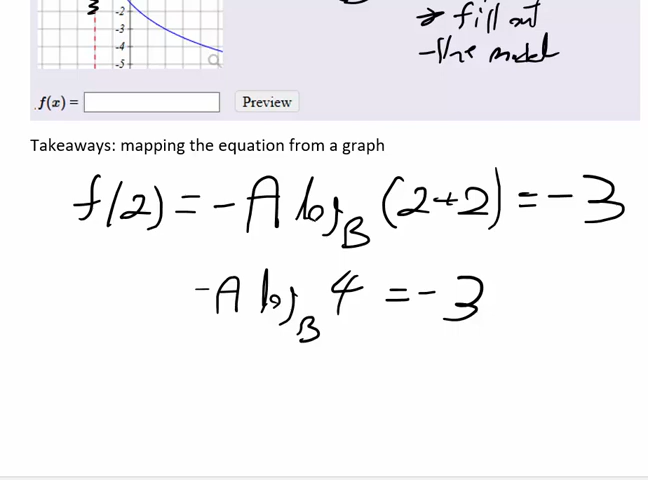 → fill out
- the model
-2
-3
-4
-5
f(x) = Preview
Takeaways: mapping the equation from a graph
f(2) = -A log_B (2+2) = -3
-A log_B 4 = -3